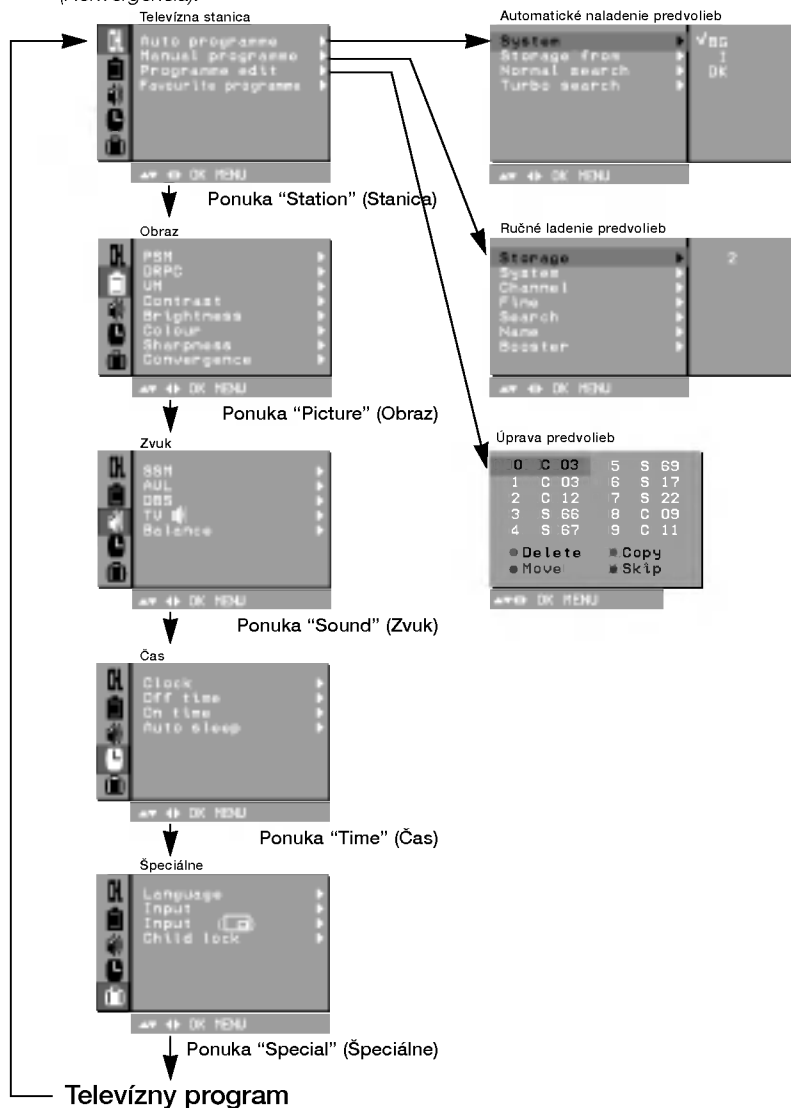 (Konvergencia).
Televízna stanica
Auto programme
Manual programme
Programme edit
Favourite programme
OK MENU
Ponuka “Station” (Stanica)
Automatické naladenie predvolieb
System BG
Storage from I
Normal search DK
Turbo search
OK MENU
Obraz
PSM
DRPC
VM
Contrast
Brightness
Colour
Sharpness
Convergence
OK MENU
Ponuka “Picture” (Obraz)
Ručné ladenie predvolieb
Storage 2
System
Channel
Fine
Search
Name
Booster
OK MENU
Zvuk
SSM
AVL
DBS
TV
Balance
OK MENU
Ponuka “Sound” (Zvuk)
Úprava predvolieb
0 C 03 5 S 69
1 C 03 6 S 17
2 C 12 7 S 22
3 S 66 8 C 09
4 S 67 9 C 11
Delete Copy
Move Skip
OK MENU
Čas
Clock
Off time
On time
Auto sleep
OK MENU
Ponuka “Time” (Čas)
Špeciálne
Language
Input
Input
Child lock
OK MENU
Ponuka “Special” (Špeciálne)
Televízny program